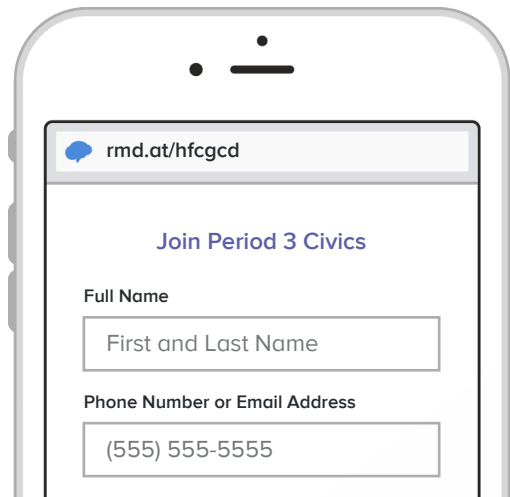 rmd.at/hfcgcd
Join Period 3 Civics
Full Name
First and Last Name
Phone Number or Email Address
(555) 555-5555